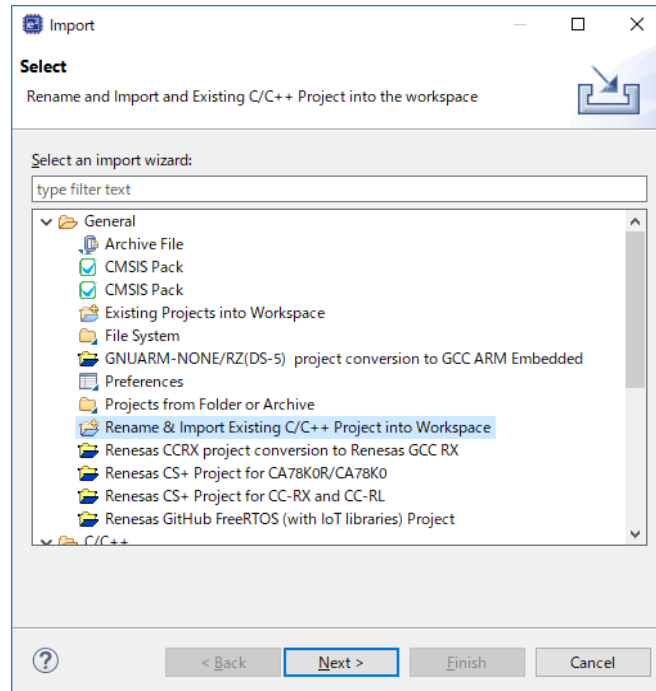 Import
Select
Rename and Import and Existing C/C++ Project into the workspace
Select an import wizard:
type filter text
General
Archive File
CMSIS Pack
CMSIS Pack
Existing Projects into Workspace
File System
GNUARM-NONE/RZ(DS-5)  project conversion to GCC ARM Embedded
Preferences
Projects from Folder or Archive
Rename & Import Existing C/C++ Project into Workspace
Renesas CCRX project conversion to Renesas GCC RX
Renesas CS+ Project for CA78K0R/CA78K0
Renesas CS+ Project for CC-RX and CC-RL
Renesas GitHub FreeRTOS (with IoT libraries) Project
C/C++
< Back
Next >
Finish
Cancel